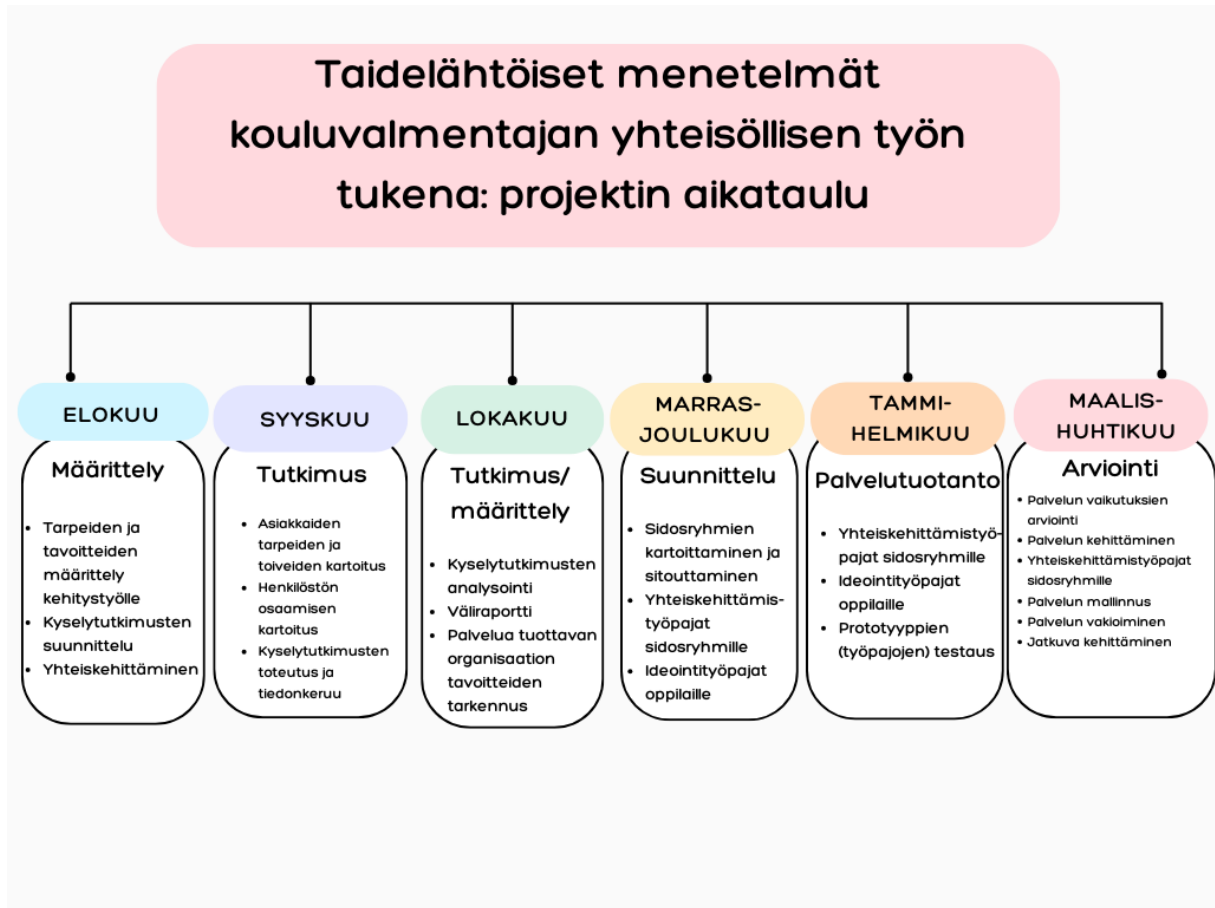 Taidelähtöiset menetelmät
kouluvalmentajan yhteisöllisen työn
tukena: projektin aikataulu
ELOKUU
Määrittely
• Tarpeiden ja
tavoitteiden
määrittely
kehitystyölle
• Kyselytutkimusten
suunnittelu
• Yhteiskehittäminen
SYYSKUU
Tutkimus
• Asiakkaiden
tarpeiden ja
toiveiden kartoitus
• Henkilöstön
osaamisen
kartoitus
• Kyselytutkimusten
toteutus ja
tiedonkeruu
LOKAKUU
Tutkimus/
määrittely
• Kyselytutkimusten
analysointi
• Väliraportti
• Palvelua tuottavan
organisaation
tavoitteiden
tarkennus
MARRAS-
JOULUKUU
Suunnittelu
• Sidosryhmien
kartoittaminen ja
sitouttaminen
• Yhteiskehittämis-
työpajat
sidosryhmille
• Ideointityöpajat
oppilaille
TAMMI-
HELMIKUU
Palvelutuotanto
• Yhteiskehittämistyö-
pajat sidosryhmille
• Ideointityöpajat
oppilaille
• Prototyyppien
(työpajojen) testaus
MAALIS-
HUHTIKUU
Arviointi
• Palvelun vaikutuksien
arviointi
• Palvelun kehittäminen
• Yhteiskehittämistyöpajat
sidosryhmille
• Palvelun mallinnus
• Palvelun vakioiminen
• Jatkuva kehittäminen